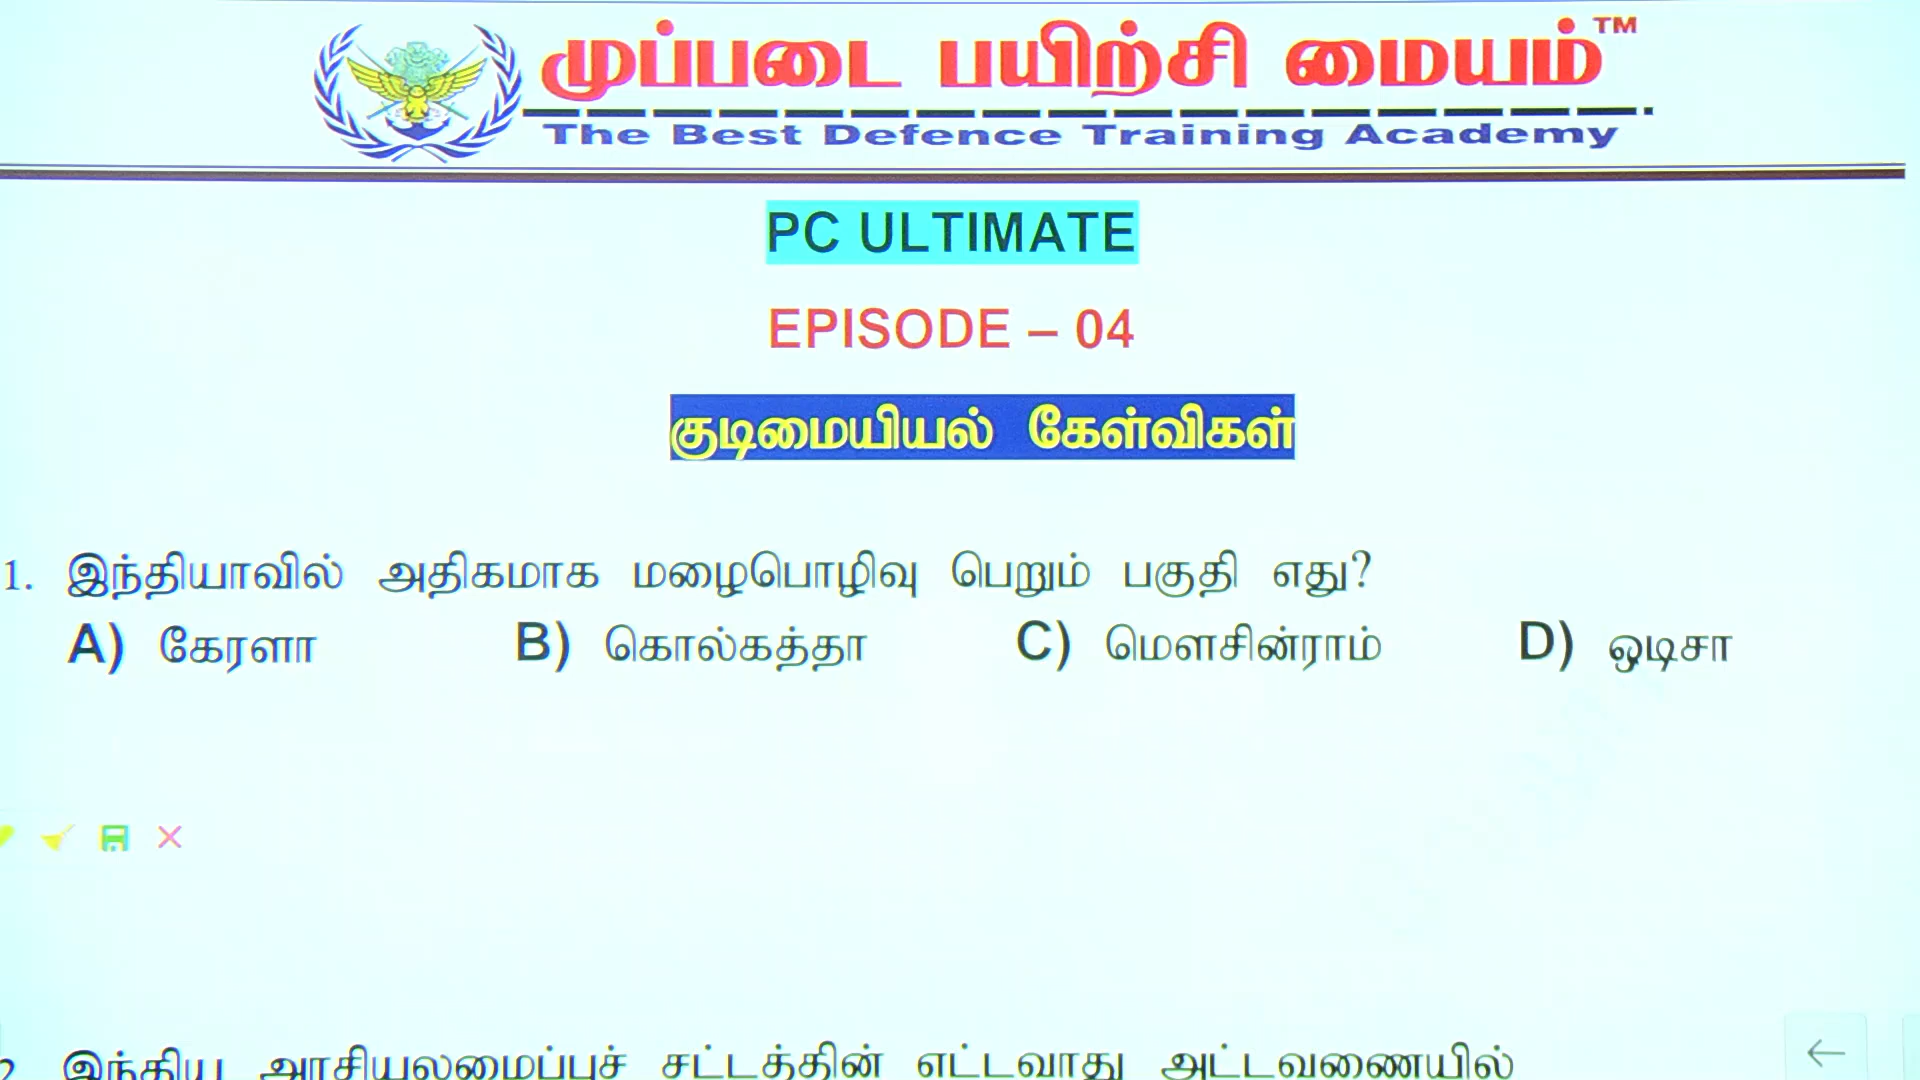 முப்படை பயிற்சி மையம்™
The Best Defence Training Academy
PC ULTIMATE
EPISODE – 04
குடிமையியல் கேள்விகள்
1. இந்தியாவில் அதிகமாக மழைபொழிவு பெறும் பகுதி எது?
A) கேரளா B) கொல்கத்தா C) மௌசின்ராம் D) ஒடிசா
2. இந்திய அரசியலமைப்புச் சட்டத்தின் எட்டவாது அட்டவணையில்